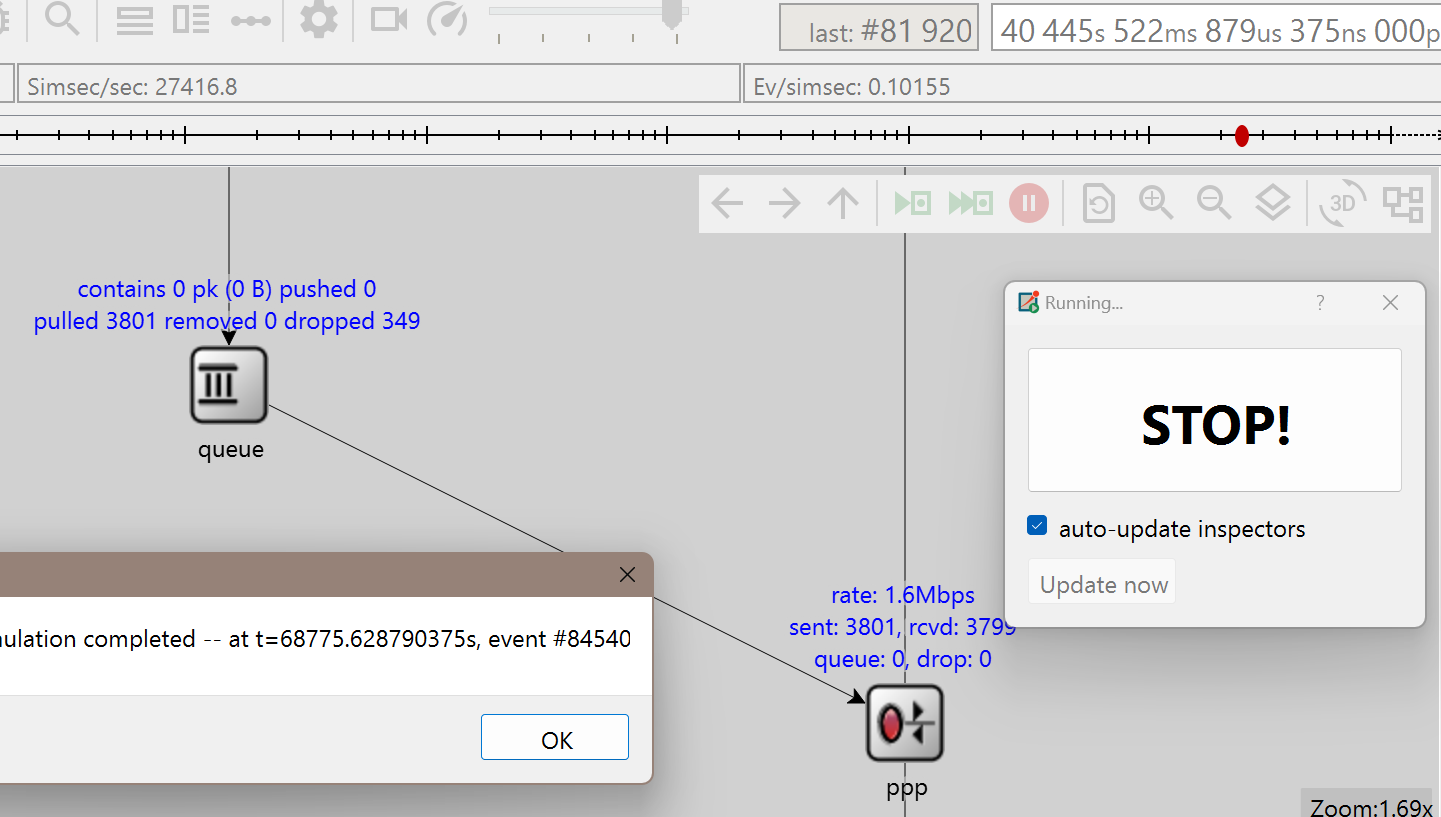 last: #81 920
40 445s 522ms 879us 375ns 000p
Simsec/sec: 27416.8
Ev/simsec: 0.10155
3D
contains 0 pk (0 B) pushed 0
pulled 3801 removed 0 dropped 349
queue
Running...
?
STOP!
auto-update inspectors
Update now
ulation completed -- at t=68775.628790375s, event #84540
OK
rate: 1.6Mbps
sent: 3801, rcvd: 3799
queue: 0, drop: 0
ppp
Zoom:1.69x